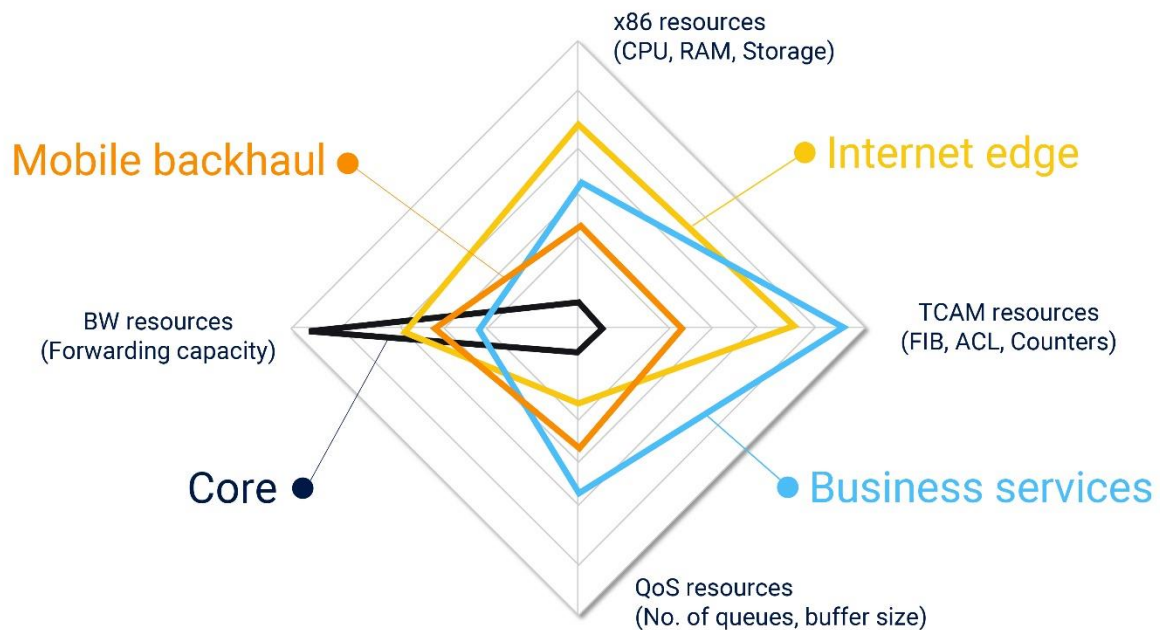 x86 resources
(CPU, RAM, Storage)
Mobile backhaul
Internet edge
BW resources
(Forwarding capacity)
TCAM resources
(FIB, ACL, Counters)
Core
Business services
QoS resources
(No. of queues, buffer size)